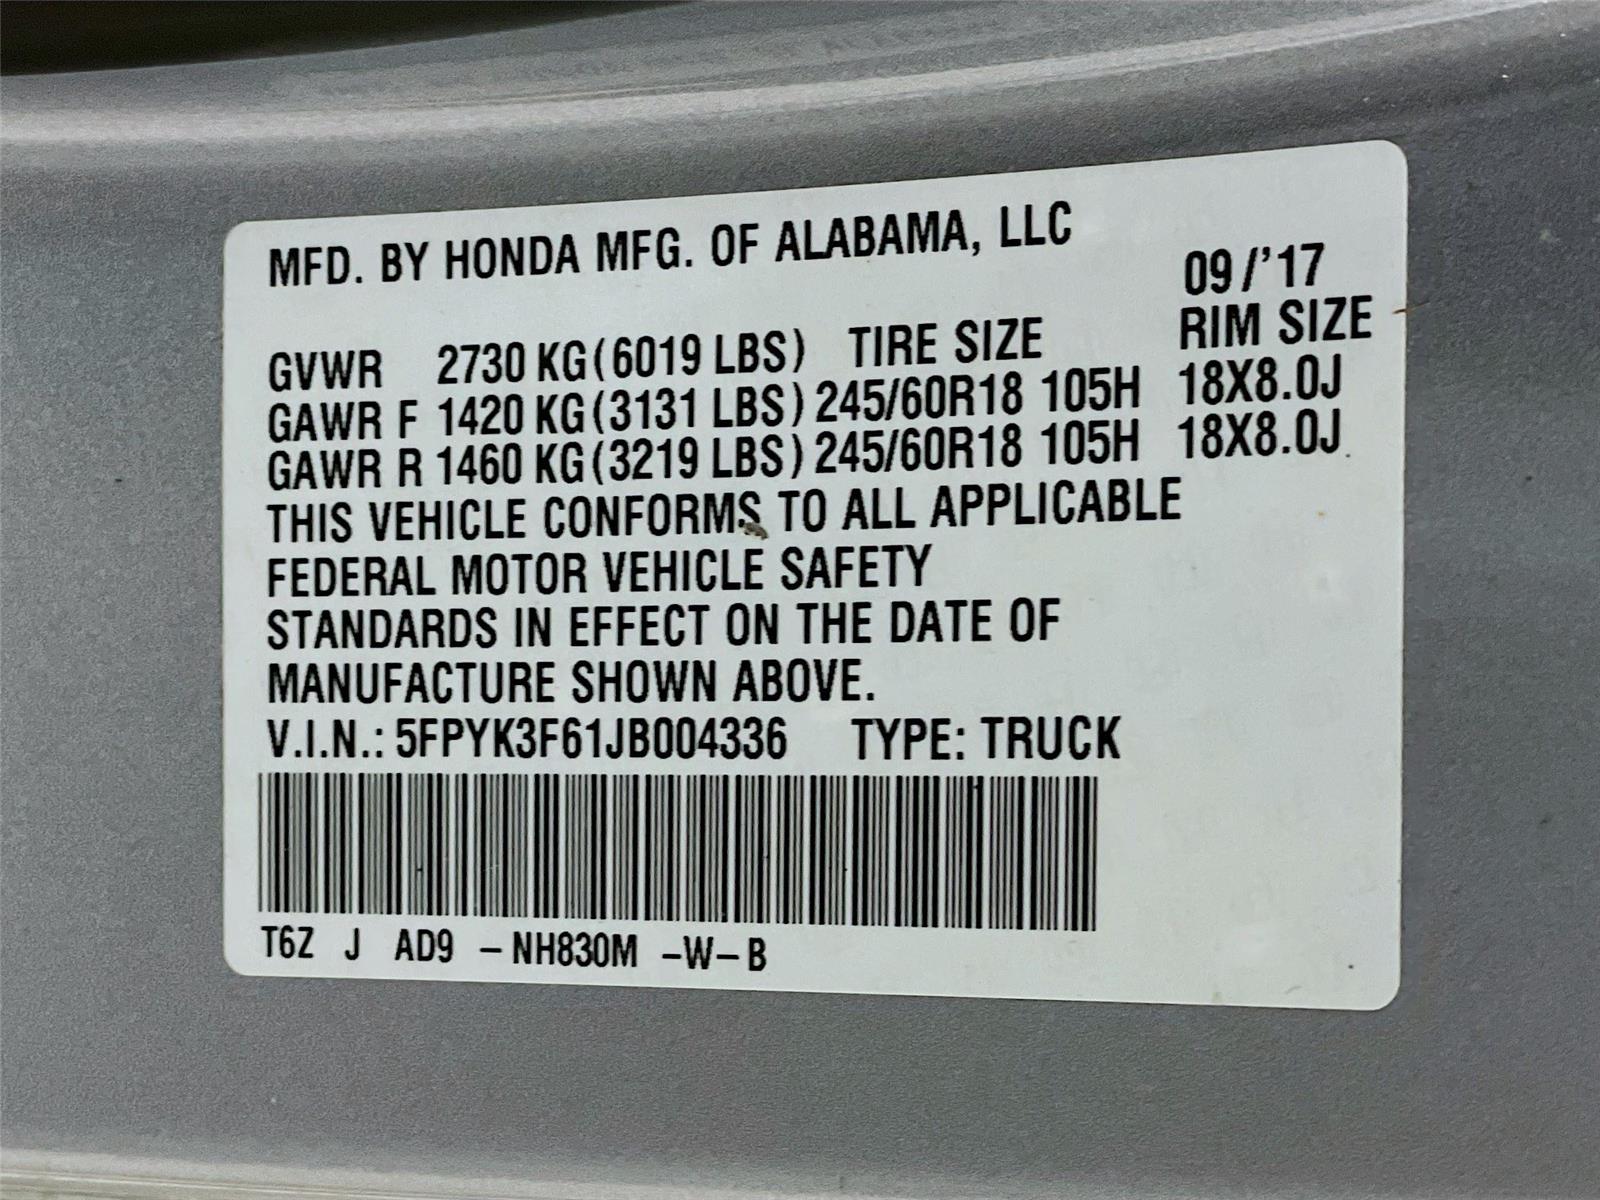 MFD. BY HONDA MFG. OF ALABAMA, LLC
09/'17
GVWR 2730 KG(6019 LBS) TIRE SIZE RIM SIZE
GAWR F 1420 KG(3131 LBS) 245/60R18 105H 18X8.0J
GAWR R 1460 KG(3219 LBS) 245/60R18 105H 18X8.0J
THIS VEHICLE CONFORMS TO ALL APPLICABLE
FEDERAL MOTOR VEHICLE SAFETY
STANDARDS IN EFFECT ON THE DATE OF
MANUFACTURE SHOWN ABOVE.
V.I.N.: 5FPYK3F61JB004336 TYPE: TRUCK
T6Z J AD9 -NH830M -W-B